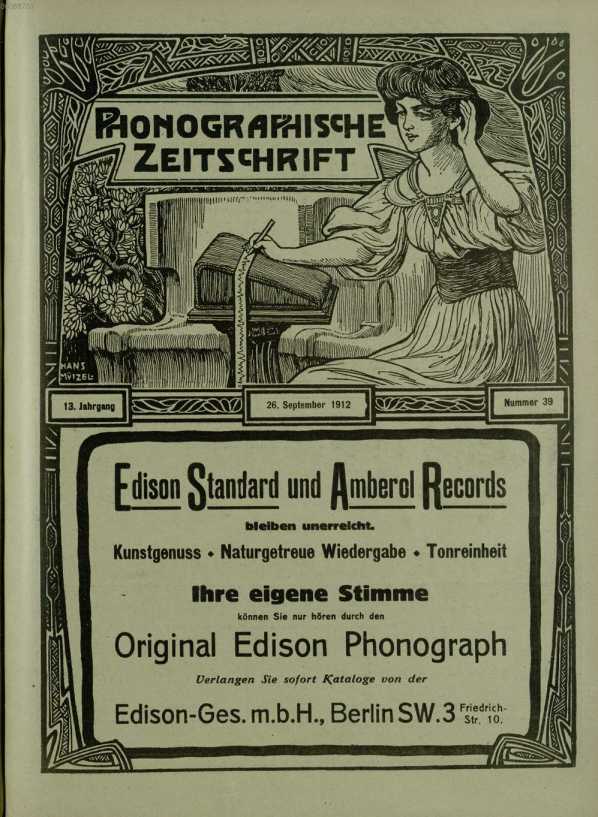 PHONOGRAPHISCHE
ZEITSCHRIFT
HANS
MÜTZEL
13. Jahrgang
26. September 1912
Nummer 39
Edison Standard und Amberol Records
bleiben unerreicht.
Kunstgenuss • Naturgetreue Wiedergabe • Tonreinheit
Ihre eigene Stimme
können Sie nur hören durch den
Original Edison Phonograph
Verlangen Sie sofort Kataloge von der
Edison-Ges. m.b.H., Berlin SW. 3 Friedrich-
Str. 10.